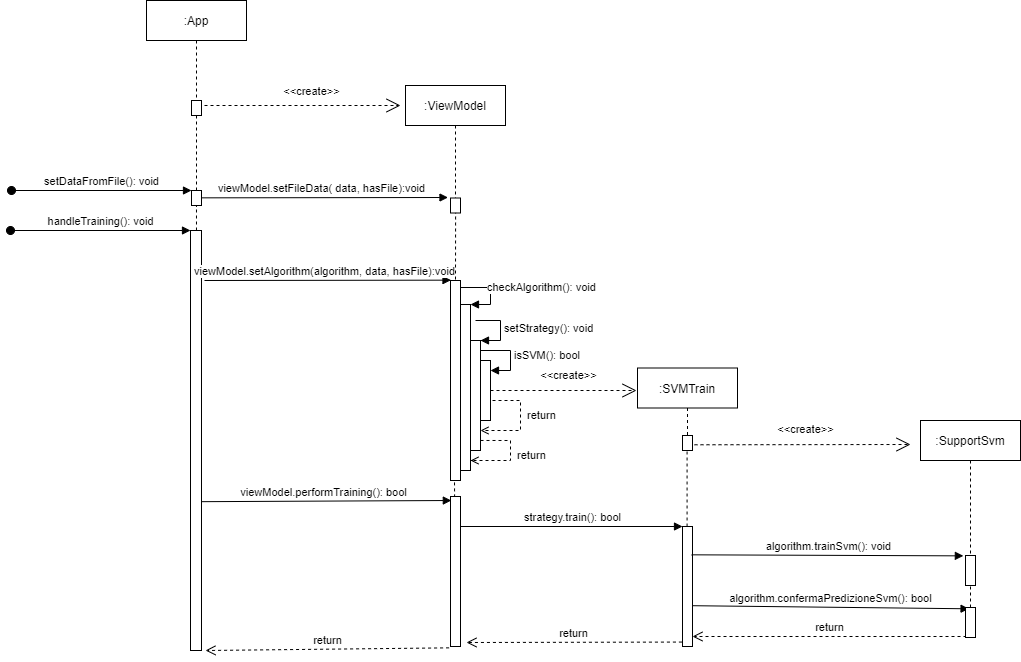 :App
<<create>>
:ViewModel
setDataFromFile(): void
viewModel.setFileData( data, hasFile):void
handleTraining(): void
viewModel.setAlgorithm(algorithm, data, hasFile):void
checkAlgorithm(): void
setStrategy(): void
isSVM(): bool
<<create>>
:SVMTrain
return
<<create>>
:SupportSvm
return
viewModel.performTraining(): bool
strategy.train(): bool
algorithm.trainSvm(): void
algorithm.confermaPredizioneSvm(): bool
return
return
return